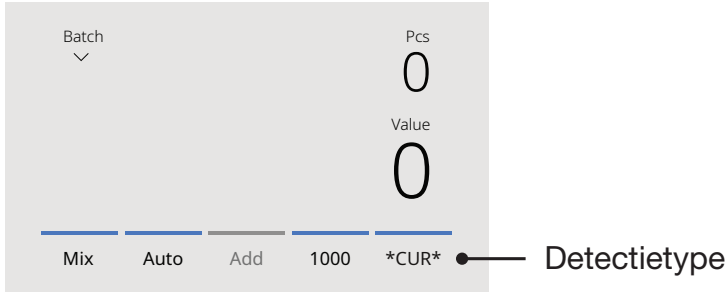 Batch
Pcs
0
Value
0
Mix Auto Add 1000 *CUR* Detectietype